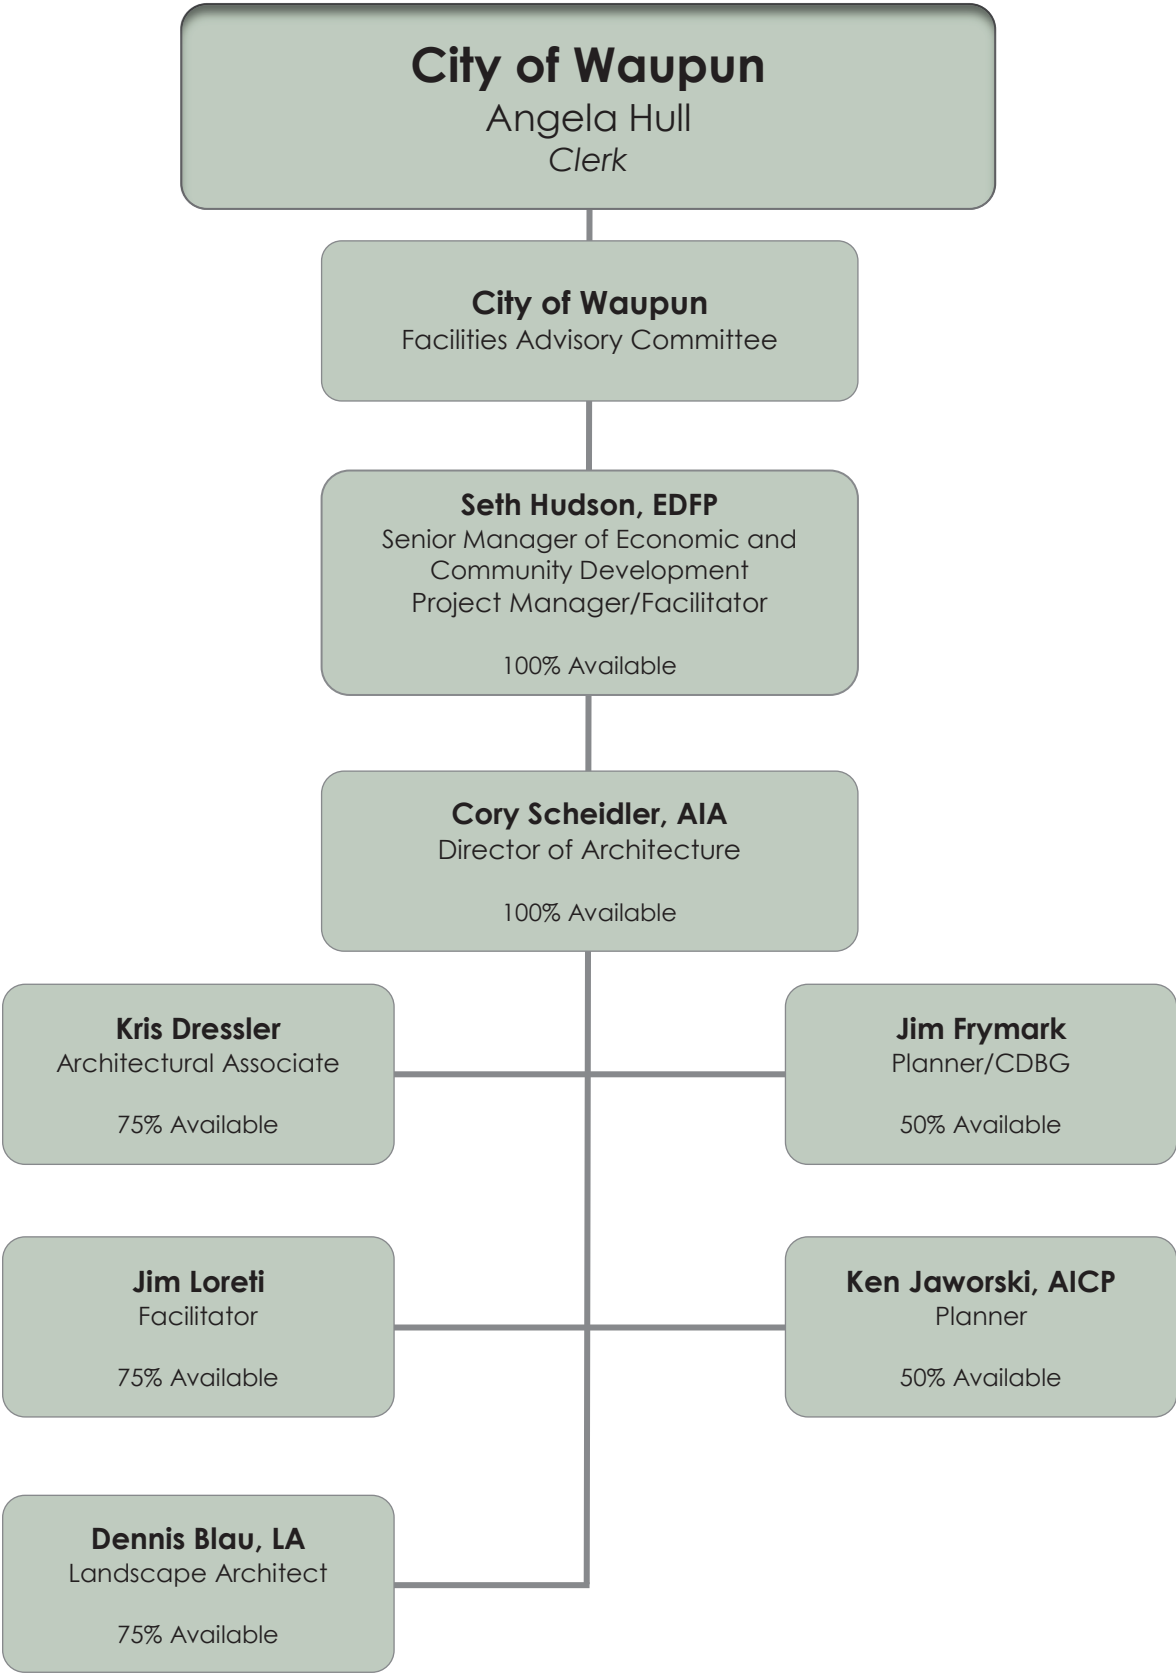 City of Waupun
Angela Hull
Clerk
City of Waupun
Facilities Advisory Committee
Seth Hudson, EDFP
Senior Manager of Economic and
Community Development
Project Manager/Facilitator
100% Available
Cory Scheidler, AIA
Director of Architecture
100% Available
Kris Dressler
Architectural Associate
75% Available
Jim Frymark
Planner/CDBG
50% Available
Jim Loreti
Facilitator
75% Available
Ken Jaworski, AICP
Planner
50% Available
Dennis Blau, LA
Landscape Architect
75% Available